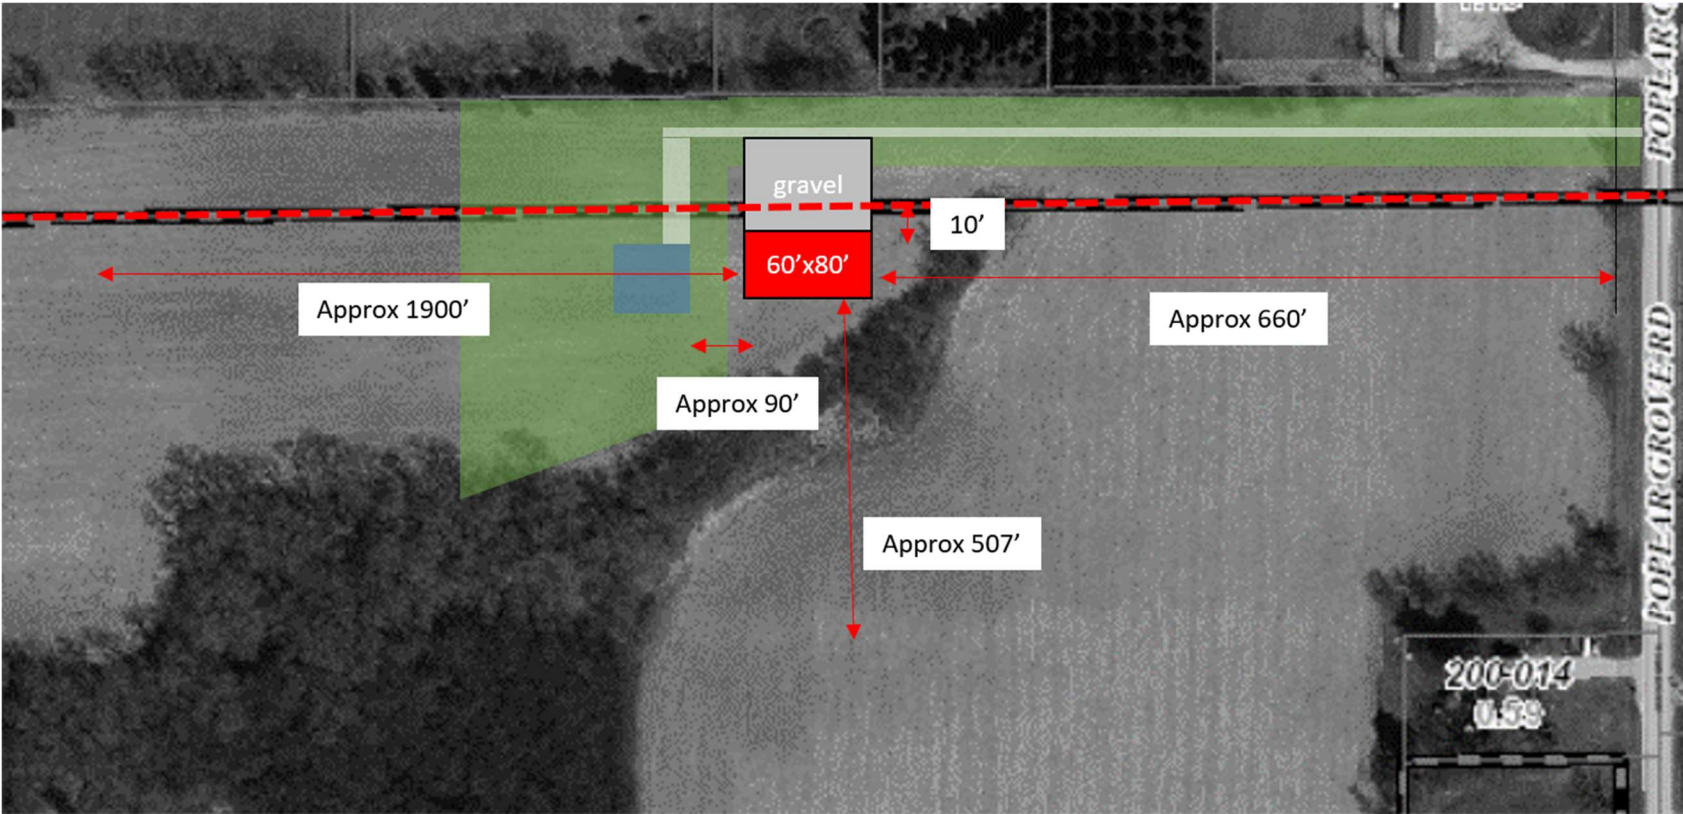 POPLAR G
gravel
10’
60’x80’
Approx 1900’
Approx 660’
Approx 90’
Approx 507’
POPLAR GROVE RD
200-014
0.59